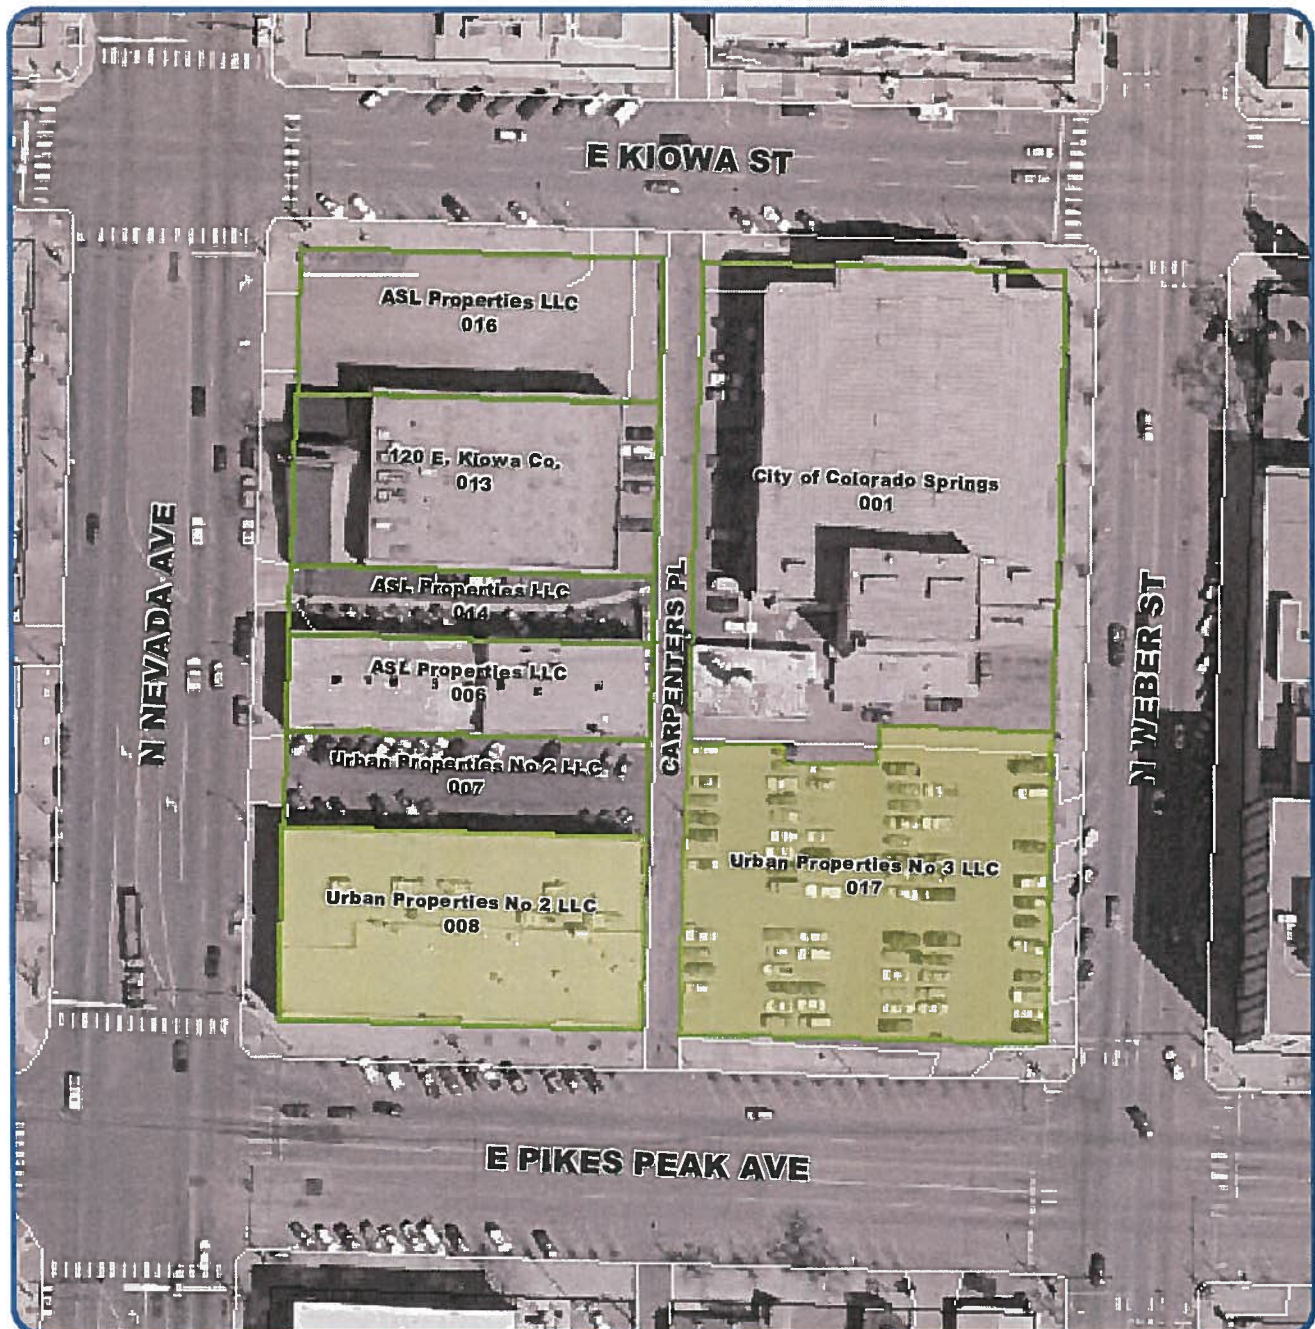 E KIOWA ST
ASL Properties LLC
016
120 E. Kiowa Co.
013
City of Colorado Springs
001
N NEVADA AVE
ASL Properties LLC
014
CARPENTERS PL
N WEBER ST
ASL Properties LLC
006
Urban Properties No 2 LLC
007
Urban Properties No 3 LLC
017
Urban Properties No 2 LLC
008
E PIKES PEAK AVE